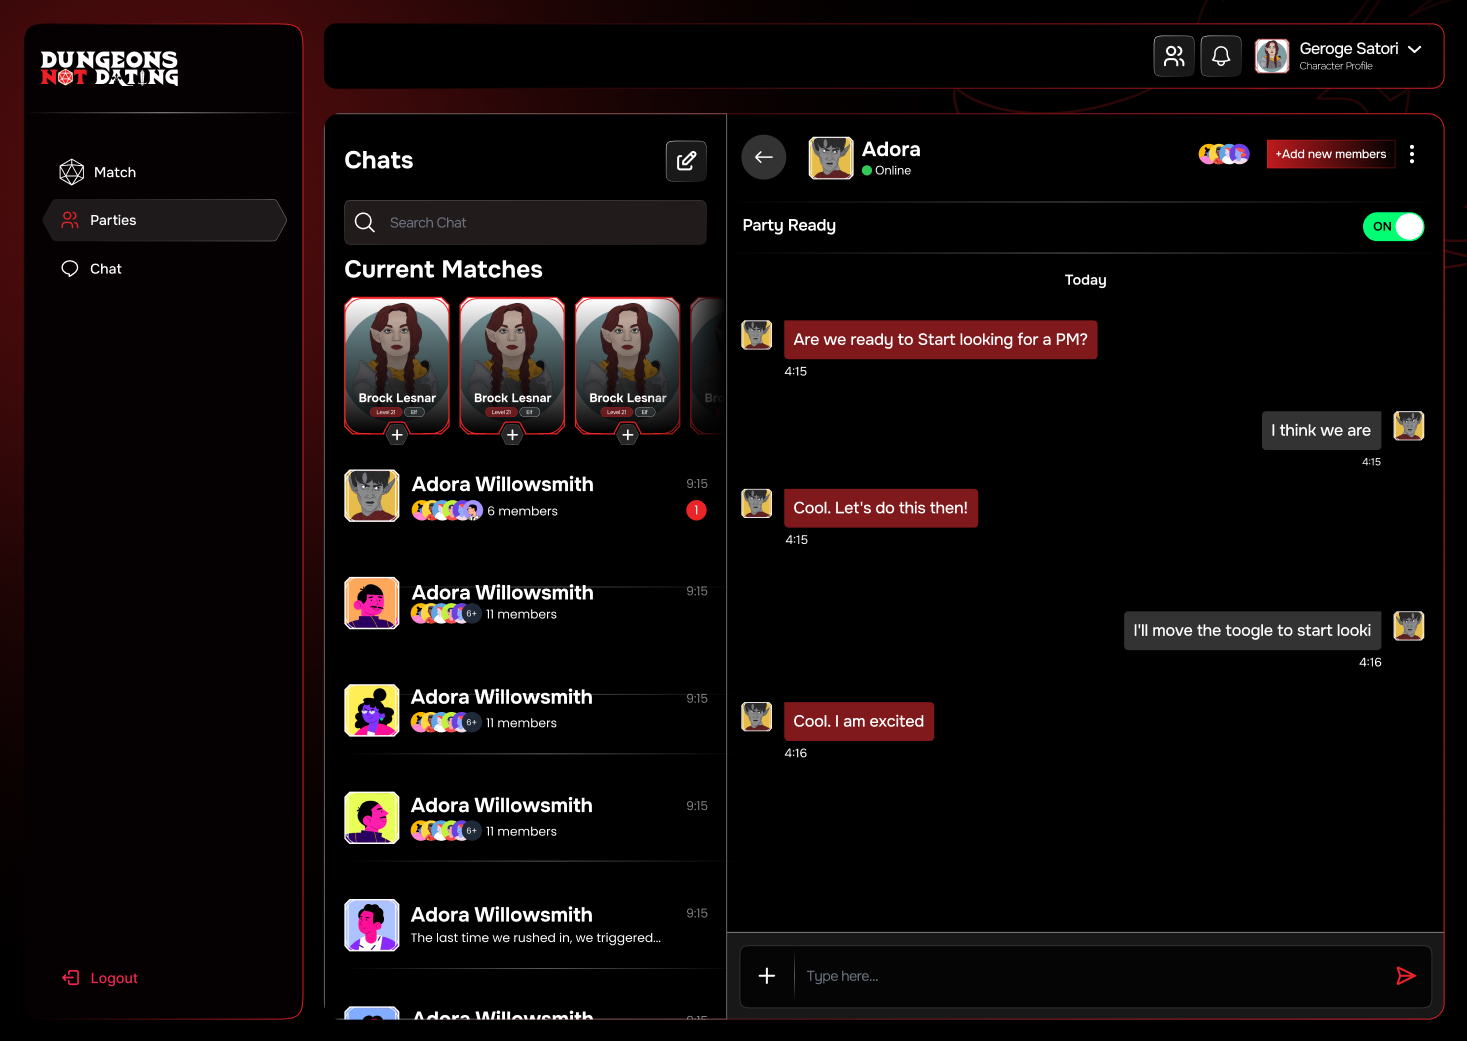 DUNGEONS
NOT DATING
Match
Parties
Chat
Logout
Geroge Satori
Character Profile
Chats
Search Chat
Current Matches
Brock Lesnar
Level 21 Elf
Brock Lesnar
Level 21 Elf
Brock Lesnar
Level 21 Elf
Brc
Adora Willowsmith
9:15
6 members
1
Adora Willowsmith
9:15
6+ 11 members
Adora Willowsmith
9:15
6+ 11 members
Adora Willowsmith
9:15
6+ 11 members
Adora Willowsmith
9:15
The last time we rushed in, we triggered...
Adora Willowsmith
9:15
Adora
Online
+Add new members
Party Ready
ON
Today
Are we ready to Start looking for a PM?
4:15
I think we are
4:15
Cool. Let's do this then!
4:15
I'll move the toogle to start looki
4:16
Cool. I am excited
4:16
Type here...